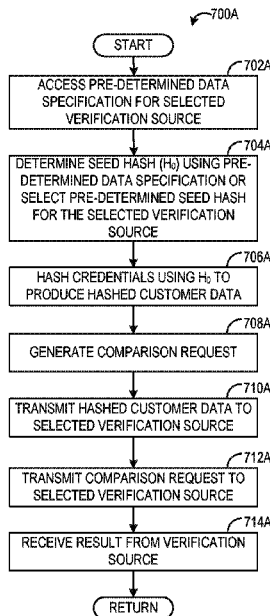 700A
START
702A
ACCESS PRE-DETERMINED DATA
SPECIFICATION FOR SELECTED
VERIFICATION SOURCE
704A
DETERMINE SEED HASH (H₀) USING PRE-
DETERMINED DATA SPECIFICATION OR
SELECT PRE-DETERMINED SEED HASH
FOR THE SELECTED VERIFICATION
SOURCE
706A
HASH CREDENTIALS USING H₀ TO
PRODUCE HASHED CUSTOMER DATA
708A
GENERATE COMPARISON REQUEST
710A
TRANSMIT HASHED CUSTOMER DATA TO
SELECTED VERIFICATION SOURCE
712A
TRANSMIT COMPARISON REQUEST TO
SELECTED VERIFICATION SOURCE
714A
RECEIVE RESULT FROM VERIFICATION
SOURCE
RETURN